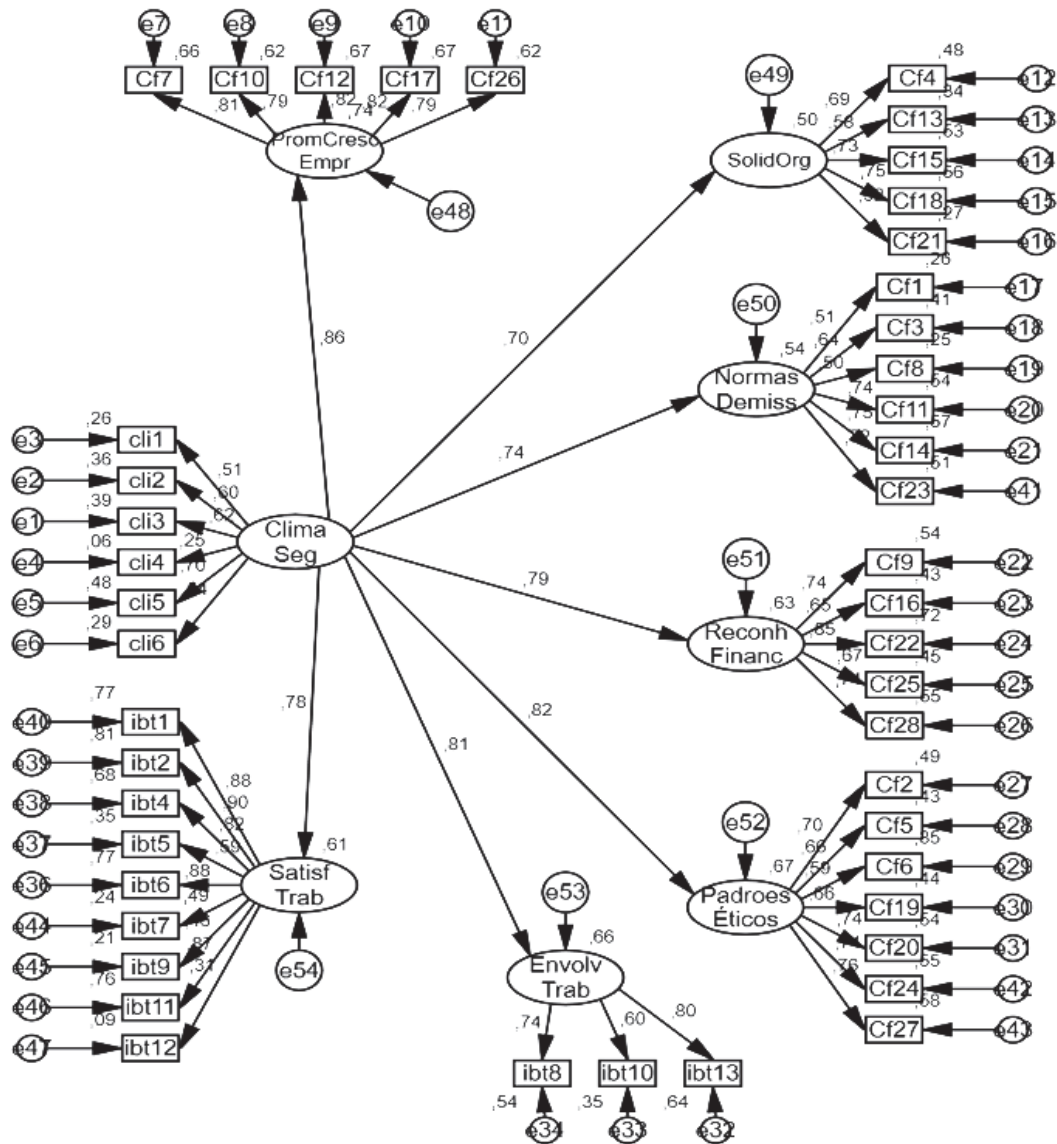 e7 e8 e9 e10 e11
,66 ,62 ,67 ,67 ,62
Cf7 Cf10 Cf12 Cf17 Cf26
,81 ,79 ,82 ,82 ,79
,74
PromCresc
Empr
e48
,86
e49
,50
SolidOrg
,69
,58
,73
,75
,48
Cf4 e12
,34
Cf13 e13
,53
Cf15 e14
,56
Cf18 e15
,27
Cf21 e16
,70
e50
,54
Normas
Demiss
,51
,64
,50
,74
,26
Cf1 e17
,41
Cf3 e18
,25
Cf8 e19
,54
Cf11 e20
,57
Cf14 e21
,51
Cf23 e41
,74
,26
e3 cli1
,36
e2 cli2
,39
e1 cli3
,06
e4 cli4
,48
e5 cli5
,29
e6 cli6
,51
,60
,62
,25
,70
Clima
Seg
,79
e51
,63
Reconh
Financ
,74
,65
,85
,67
,54
Cf9 e22
,43
Cf16 e23
,72
Cf22 e24
,45
Cf25 e25
,55
Cf28 e26
,78
,81
,82
,77
e40 ibt1
,81
e39 ibt2
,68
e38 ibt4
,35
e37 ibt5
,77
e36 ibt6
,24
e44 ibt7
,21
e45 ibt9
,76
e46 ibt11
,09
e47 ibt12
,88
,90
,82
,59
,88
,49
,87
,31
,61
Satisf
Trab
e54
e53
,66
Envolv
Trab
,74 ,60 ,80
ibt8 ibt10 ibt13
,54 ,35 ,64
e34 e33 e32
e52
,67
Padroes
Éticos
,70
,66
,59
,66
,74
,76
,49
Cf2 e27
,43
Cf5 e28
Cf6 e29
,44
Cf19 e30
,54
Cf20 e31
,55
Cf24 e42
,58
Cf27 e43